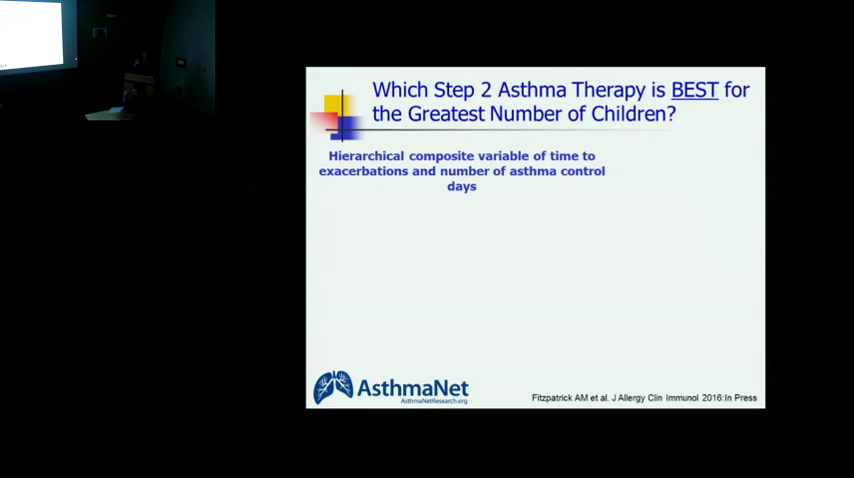 Which Step 2 Asthma Therapy is BEST for
the Greatest Number of Children?
Hierarchical composite variable of time to
exacerbations and number of asthma control
days
AsthmaNet
AsthmaNetResearch.org
Fitzpatrick AM et al. J Allergy Clin Immunol 2016:In Press